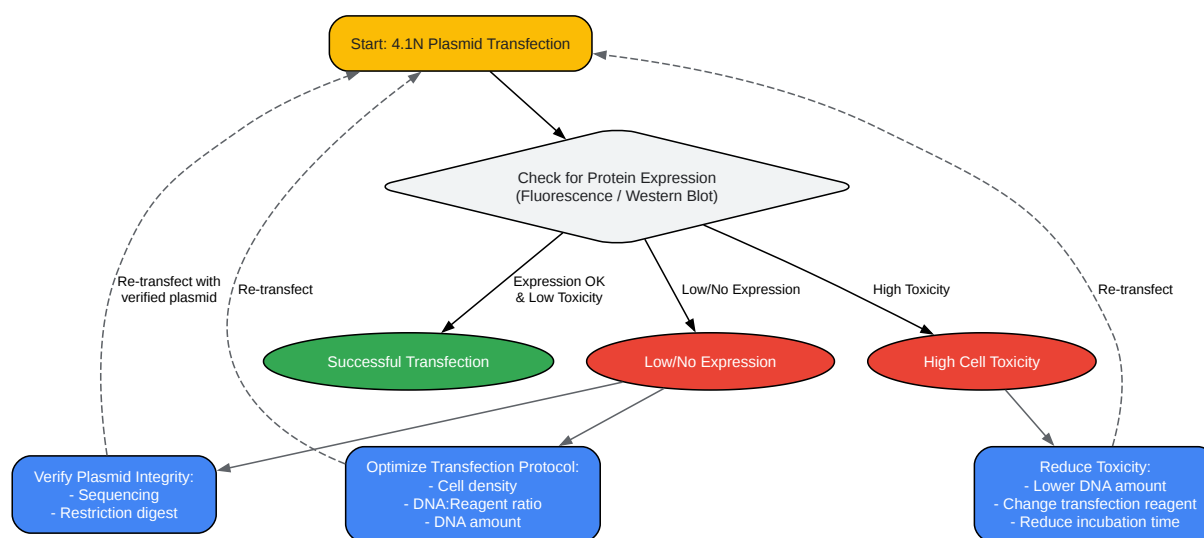 Start: 4.1N Plasmid Transfection
Check for Protein Expression
(Fluorescence / Western Blot)
Re-transfect with
verified plasmid
Re-transfect
Expression OK
& Low Toxicity
Low/No Expression
High Toxicity
Re-transfect
Successful Transfection
Low/No Expression
High Cell Toxicity
Verify Plasmid Integrity:
- Sequencing
- Restriction digest
Optimize Transfection Protocol:
- Cell density
- DNA:Reagent ratio
- DNA amount
Reduce Toxicity:
- Lower DNA amount
- Change transfection reagent
- Reduce incubation time